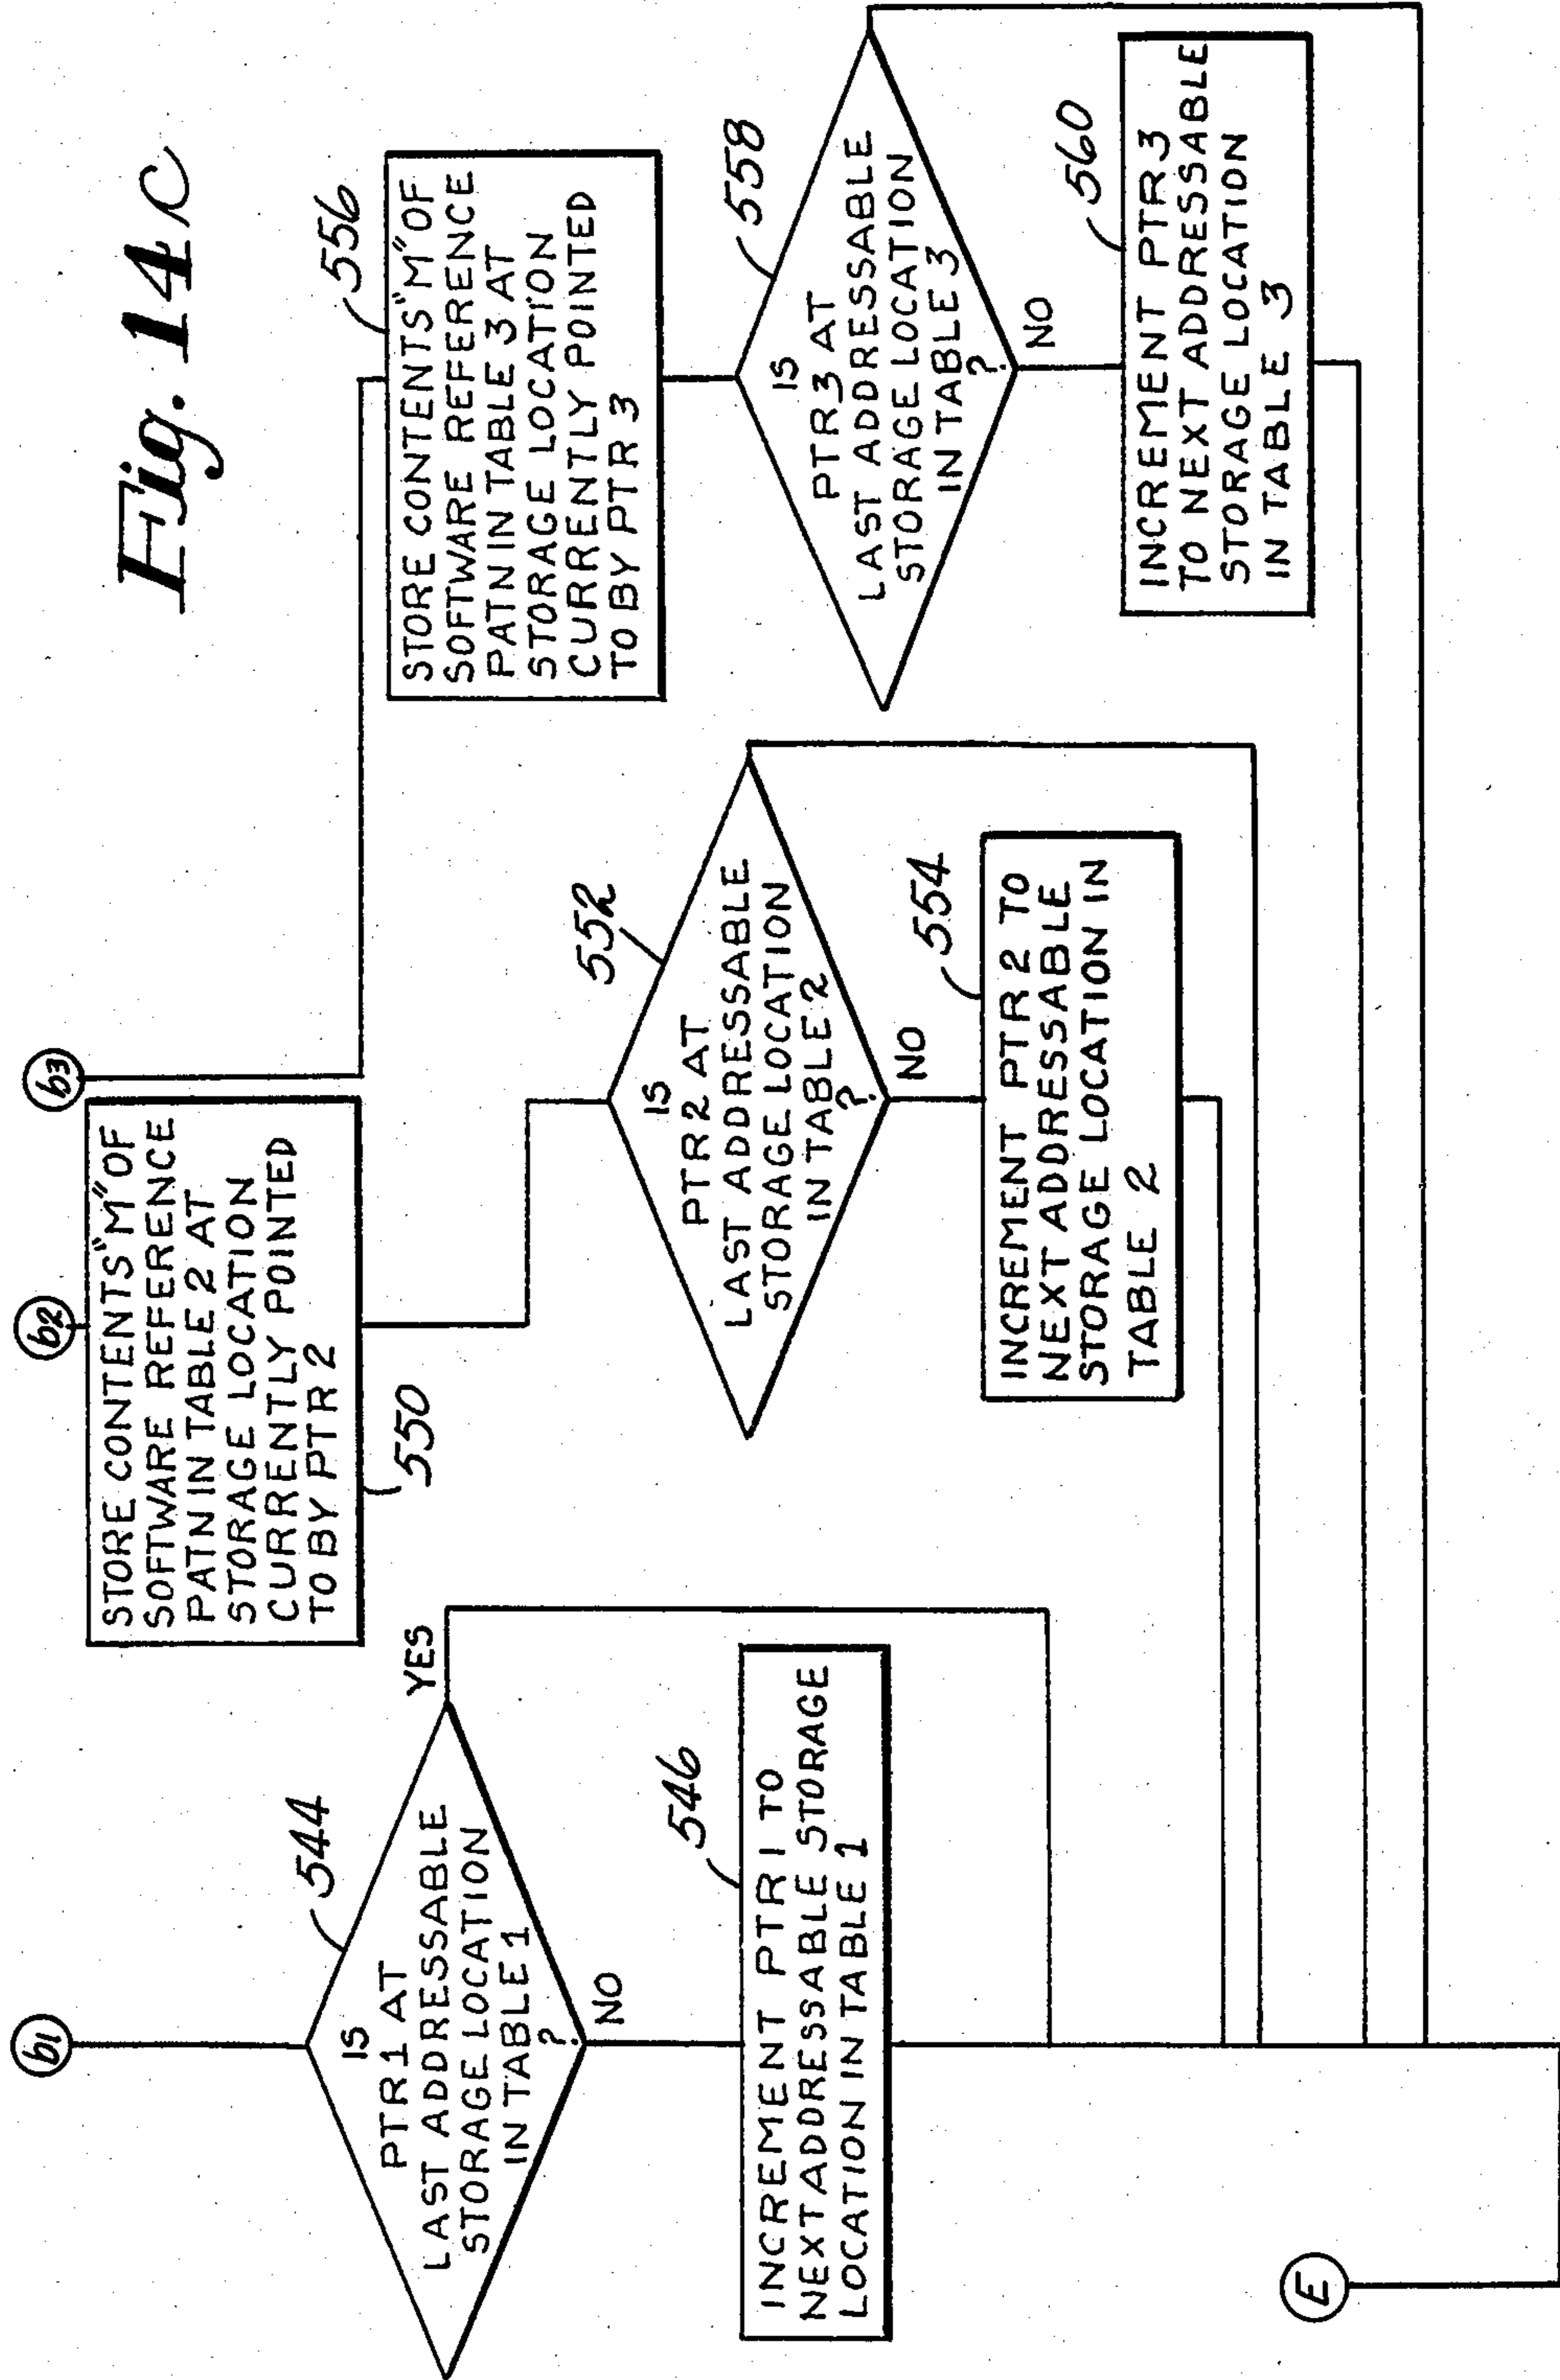 Fig. 14C
b1
544
IS
PTR1 AT
LAST ADDRESSABLE
STORAGE LOCATION
IN TABLE 1
?
YES
NO
546
INCREMENT PTR1 TO
NEXT ADDRESSABLE STORAGE
LOCATION IN TABLE 1
E
b2
STORE CONTENTS "M" OF
SOFTWARE REFERENCE
PATN IN TABLE 2 AT
STORAGE LOCATION
CURRENTLY POINTED
TO BY PTR 2
550
552
IS
PTR2 AT
LAST ADDRESSABLE
STORAGE LOCATION
IN TABLE 2
?
NO
554
INCREMENT PTR 2 TO
NEXT ADDRESSABLE
STORAGE LOCATION IN
TABLE 2
b3
556
STORE CONTENTS "M" OF
SOFTWARE REFERENCE
PATN IN TABLE 3 AT
STORAGE LOCATION
CURRENTLY POINTED
TO BY PTR 3
558
IS
PTR3 AT
LAST ADDRESSABLE
STORAGE LOCATION
IN TABLE 3
?
NO
560
INCREMENT PTR3
TO NEXT ADDRESSABLE
STORAGE LOCATION
IN TABLE 3